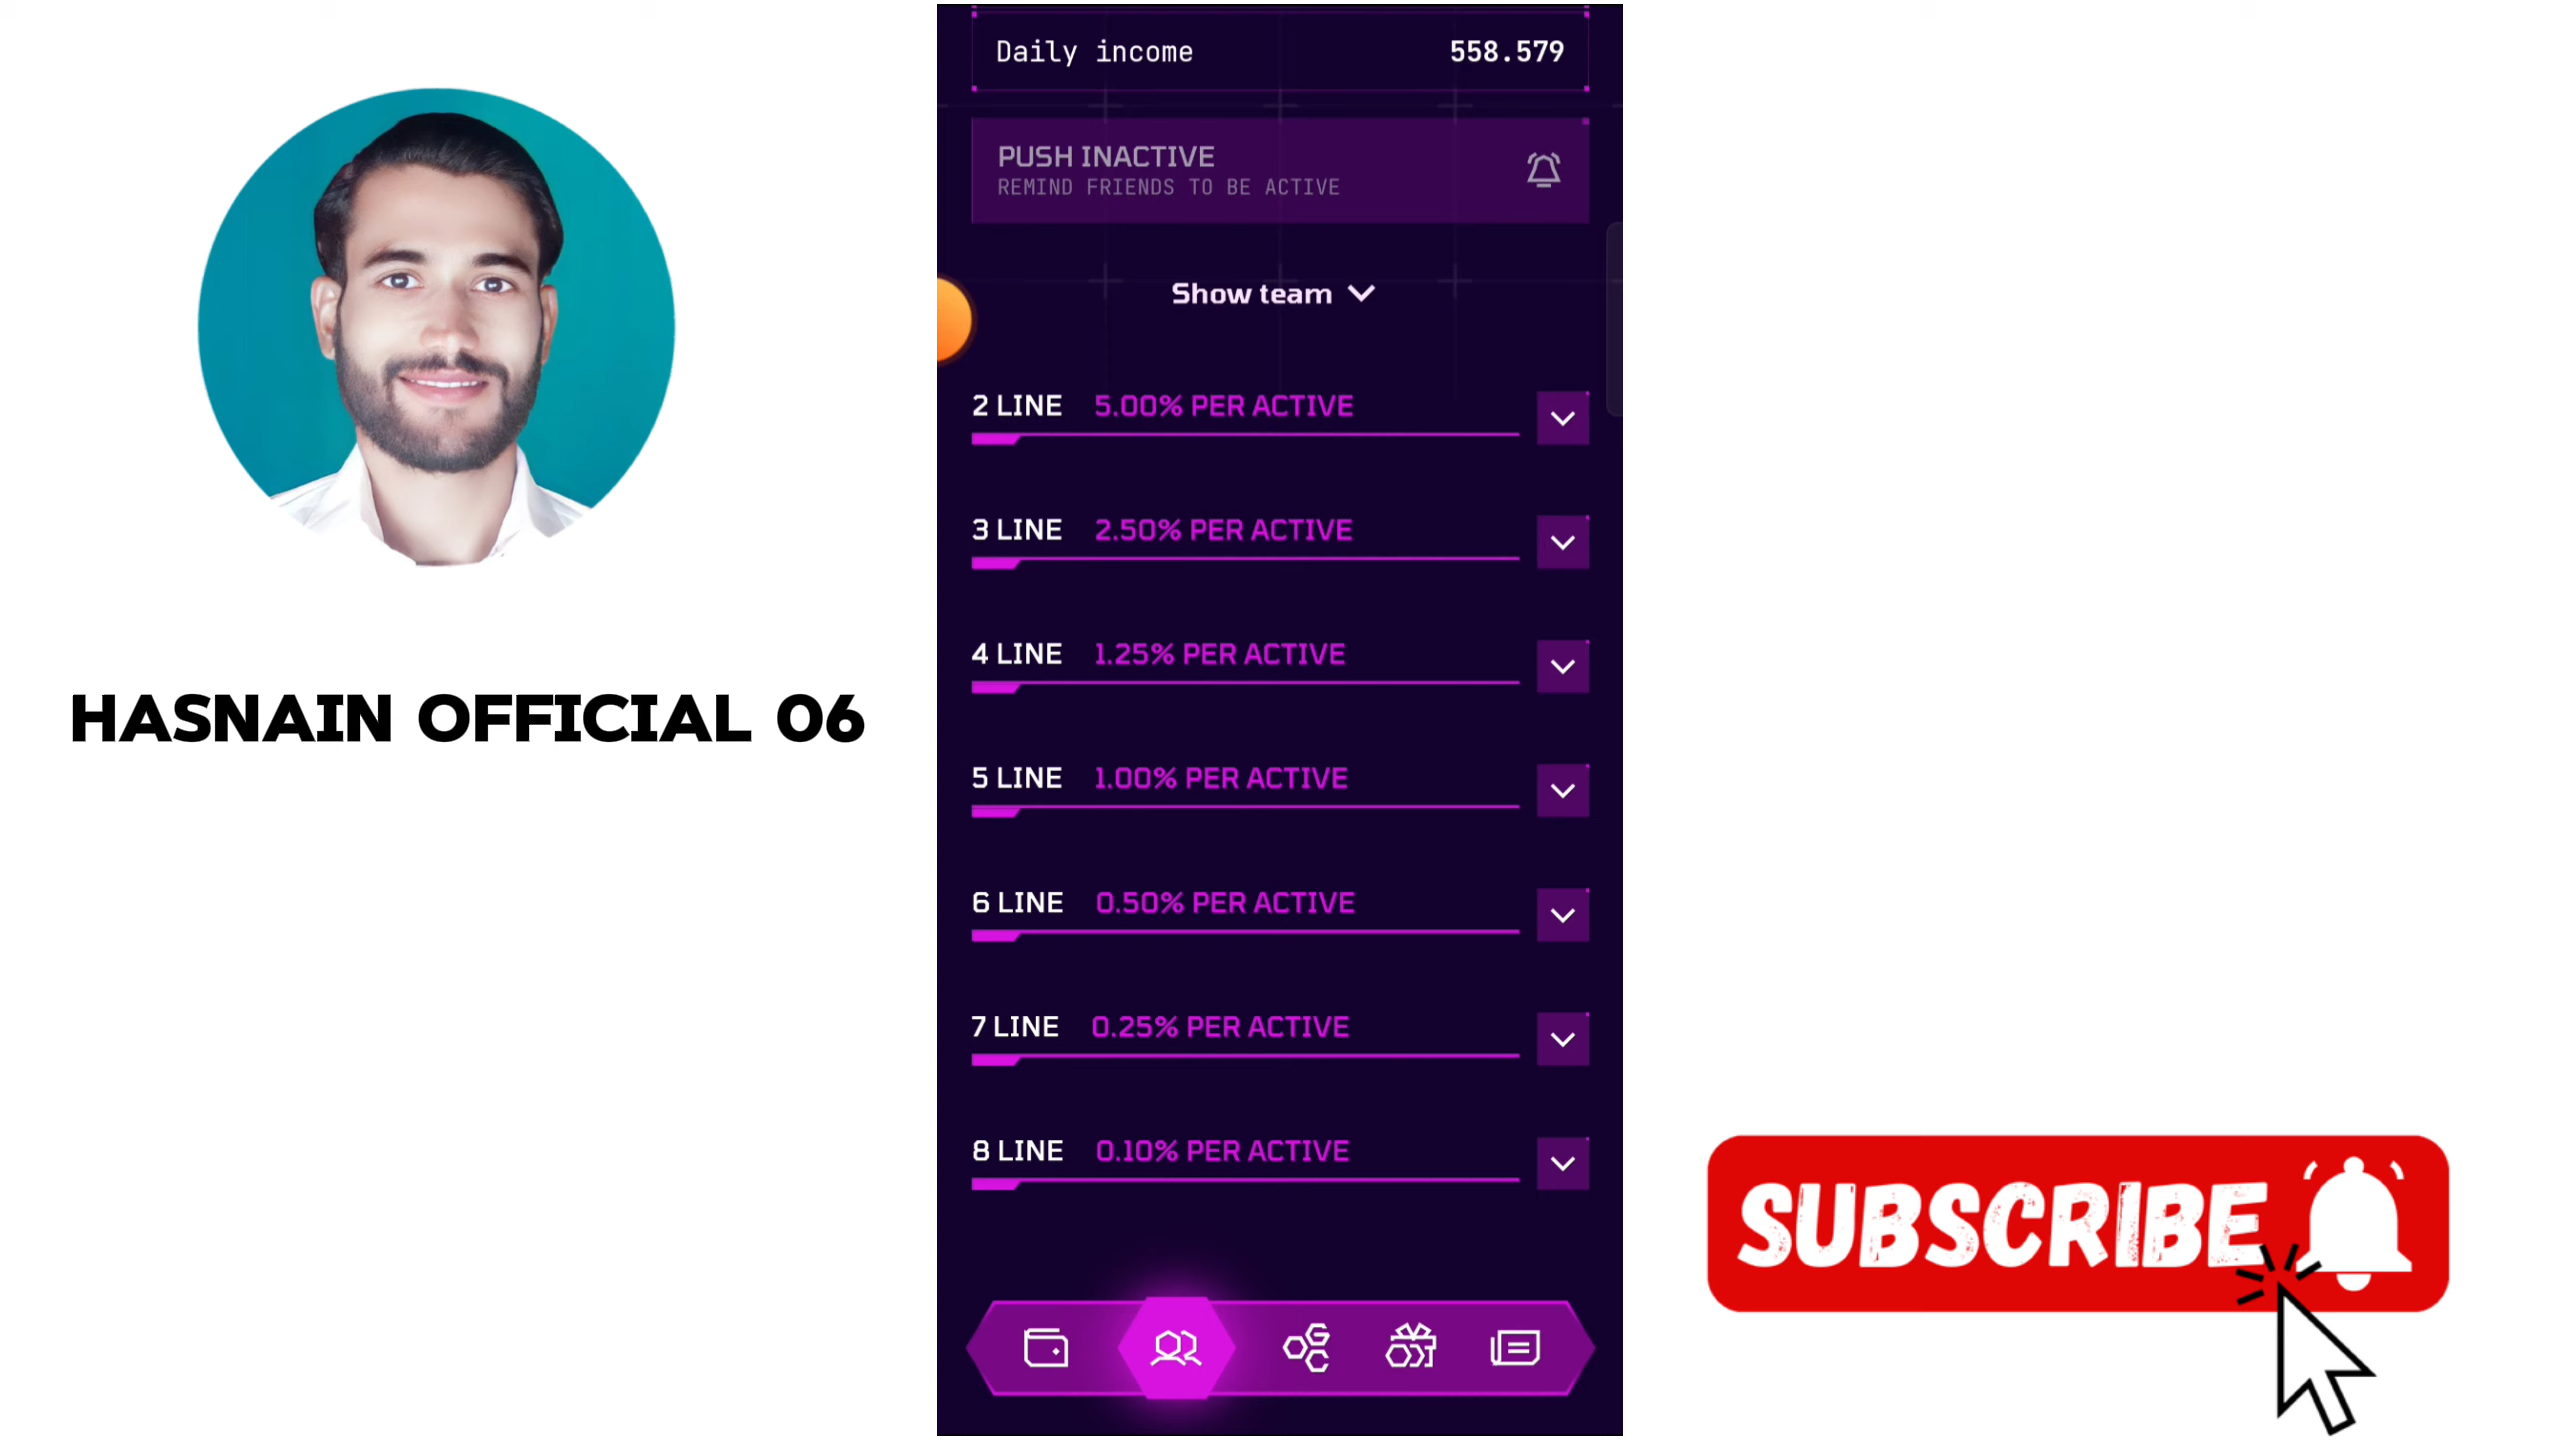 Daily income 558.579
PUSH INACTIVE
REMIND FRIENDS TO BE ACTIVE
Show team
2 LINE 5.00% PER ACTIVE
3 LINE 2.50% PER ACTIVE
4 LINE 1.25% PER ACTIVE
5 LINE 1.00% PER ACTIVE
6 LINE 0.50% PER ACTIVE
7 LINE 0.25% PER ACTIVE
8 LINE 0.10% PER ACTIVE
HASNAIN OFFICIAL 06
SUBSCRIBE